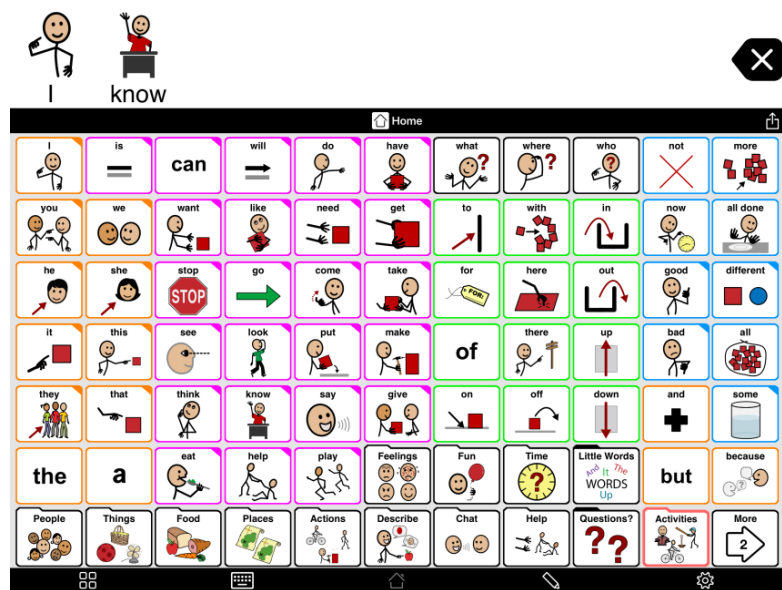 I know
Home
I is can will do have what where who not more
you we want like need get to with in now all done
he she stop go come take for here out good different
STOP FOR:
it this see look put make of there up bad all
they that think know say give on off down and some
the a eat help play Feelings Fun Time Little Words but because
And It The
WORDS
Up
People Things Food Places Actions Describe Chat Help Questions? Activities More
2